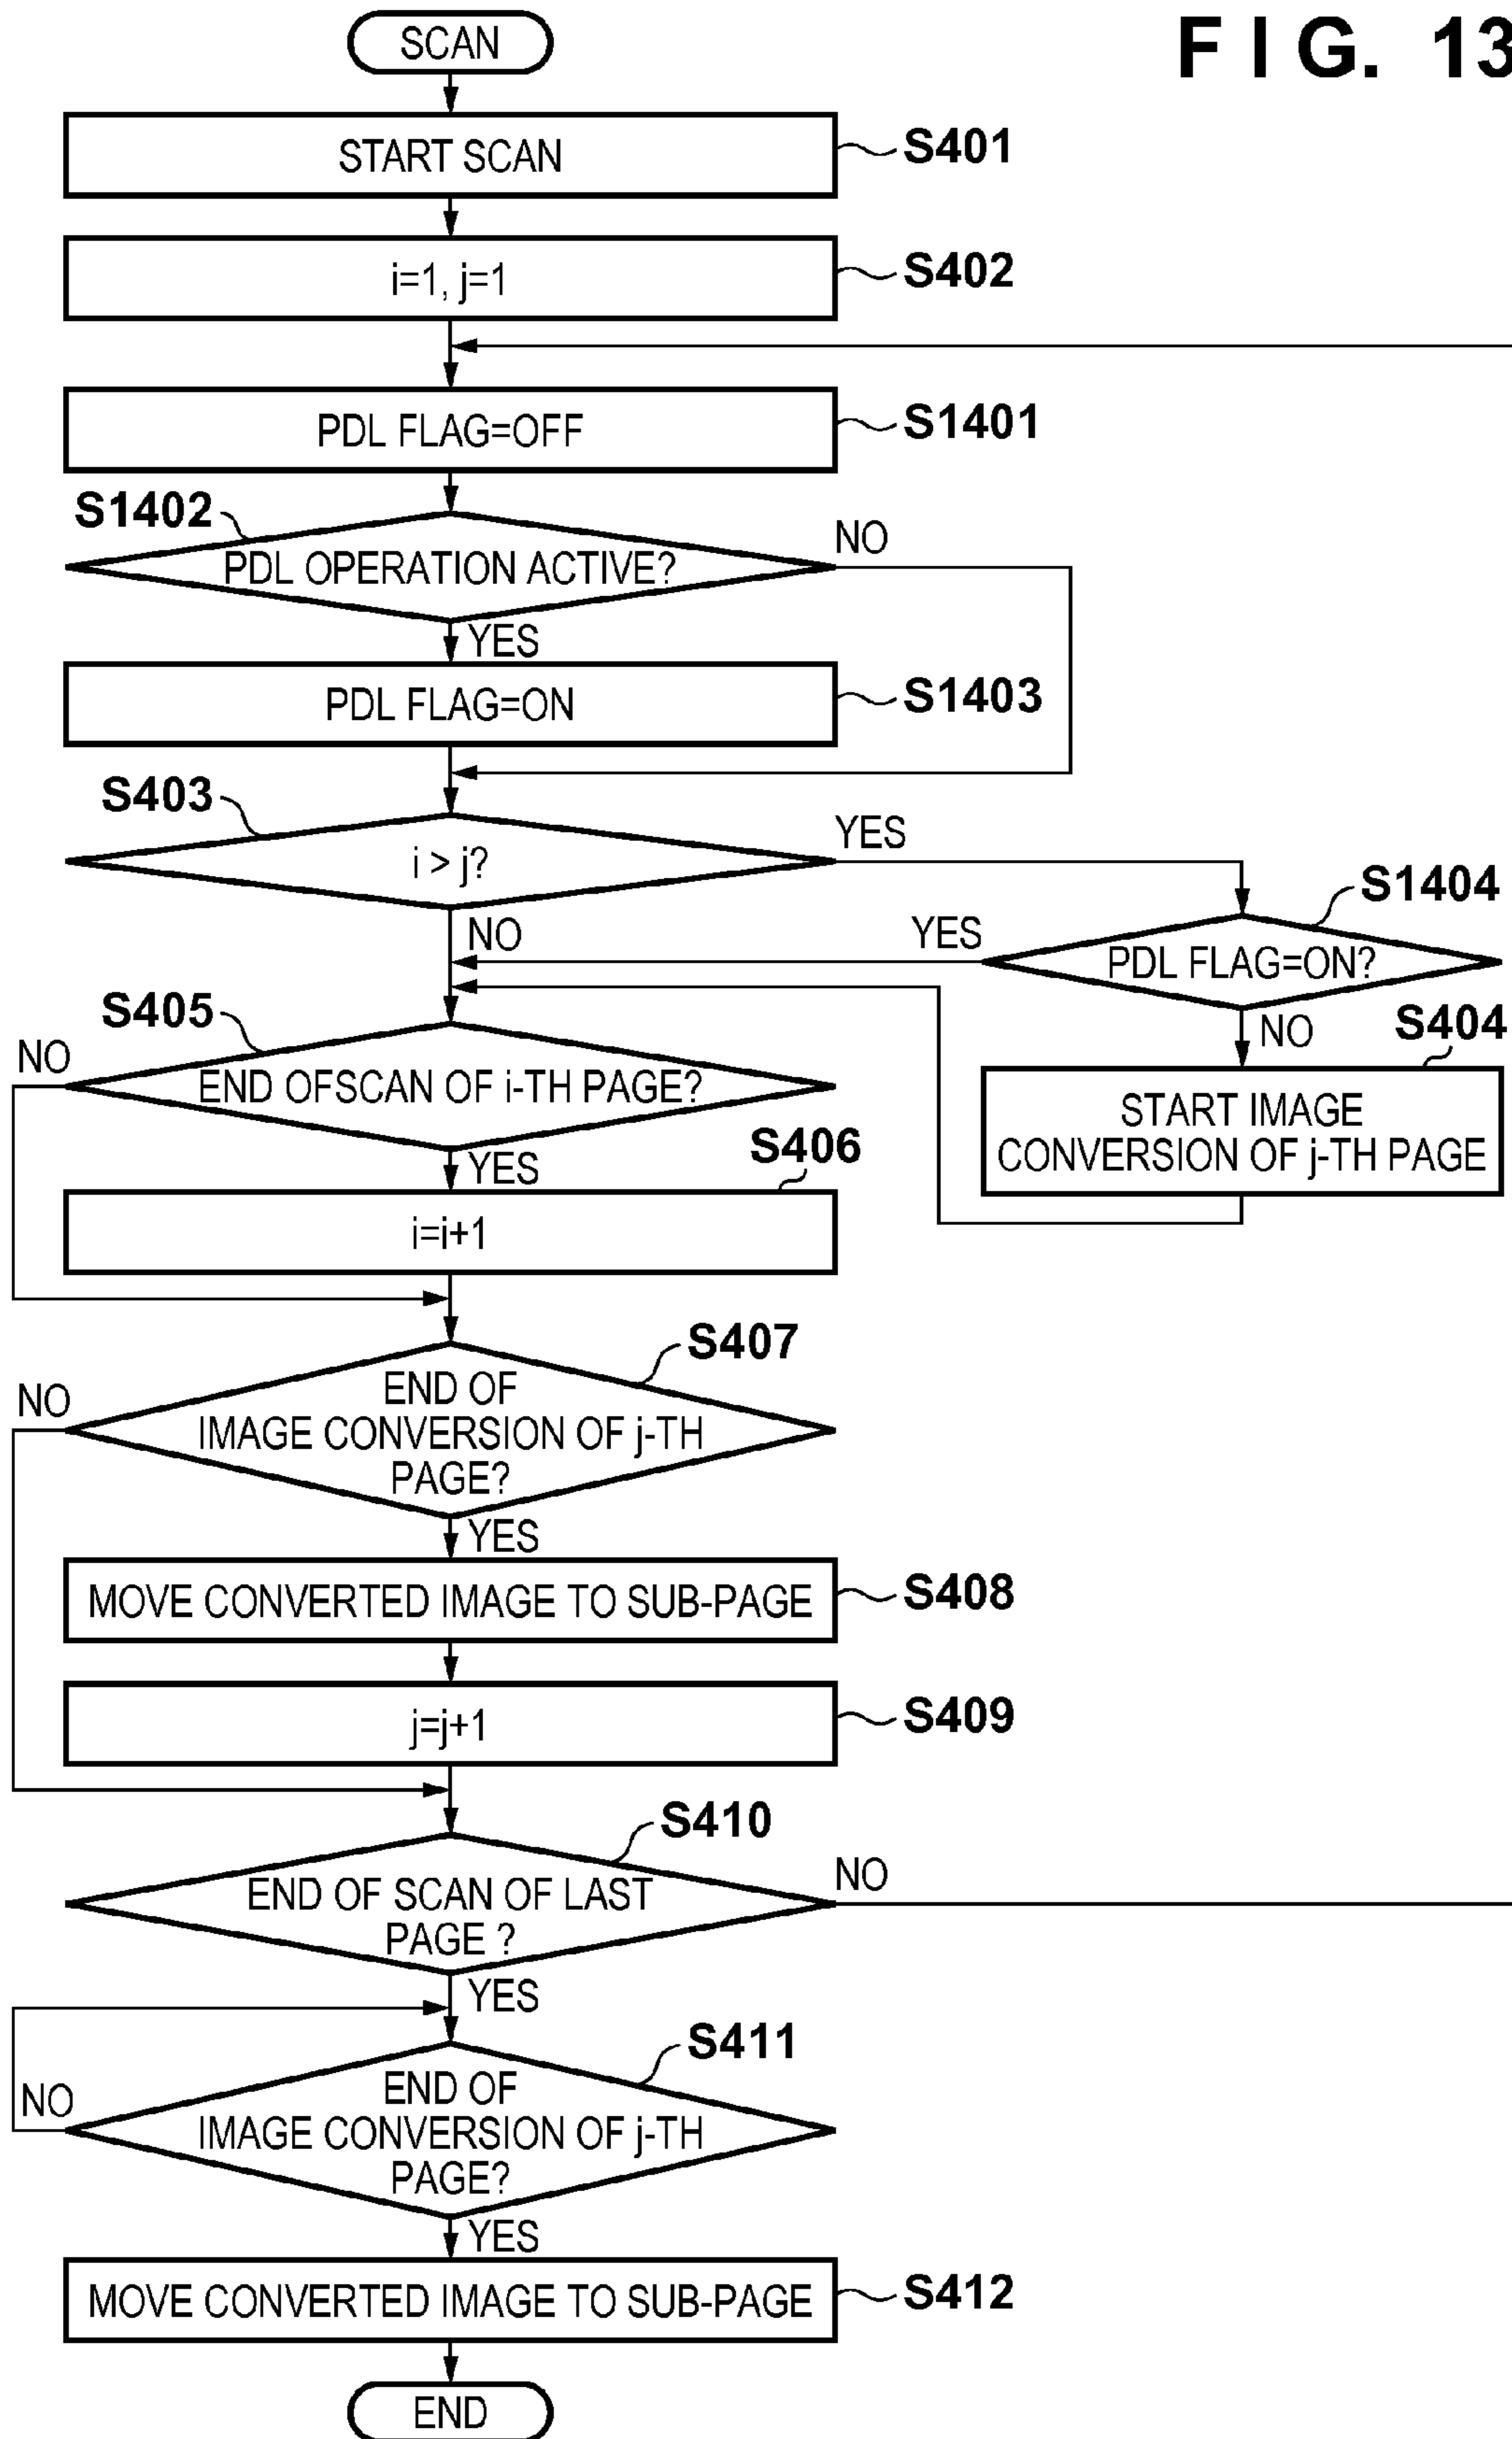 FIG. 13
SCAN
START SCAN
S401
i=1, j=1
S402
PDL FLAG=OFF
S1401
S1402
PDL OPERATION ACTIVE?
NO
YES
PDL FLAG=ON
S1403
S403
i > j?
YES
NO
S1404
PDL FLAG=ON?
YES
NO
S404
START IMAGE
CONVERSION OF j-TH PAGE
S405
NO
END OFSCAN OF i-TH PAGE?
YES
S406
i=i+1
S407
NO
END OF
IMAGE CONVERSION OF j-TH
PAGE?
YES
MOVE CONVERTED IMAGE TO SUB-PAGE
S408
j=j+1
S409
S410
END OF SCAN OF LAST
PAGE ?
NO
YES
S411
END OF
IMAGE CONVERSION OF j-TH
PAGE?
NO
YES
MOVE CONVERTED IMAGE TO SUB-PAGE
S412
END